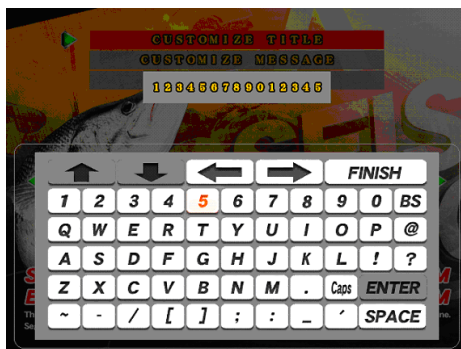 CUSTOMIZE TITLE
CUSTOMIZE MESSAGE
123456789012345
FINISH
1 2 3 4 5 6 7 8 9 0 BS
Q W E R T Y U I O P @
A S D F G H J K L ! ?
Z X C V B N M . Caps ENTER
~ - / [ ] ; : _ ´ SPACE